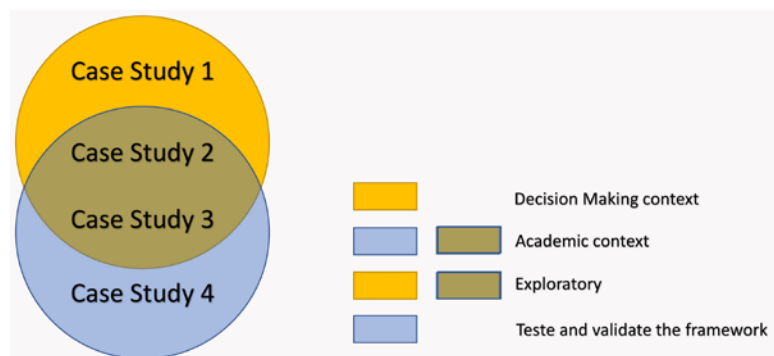 Case Study 1
Case Study 2
Case Study 3
Case Study 4
Decision Making context
Academic context
Exploratory
Teste and validate the framework